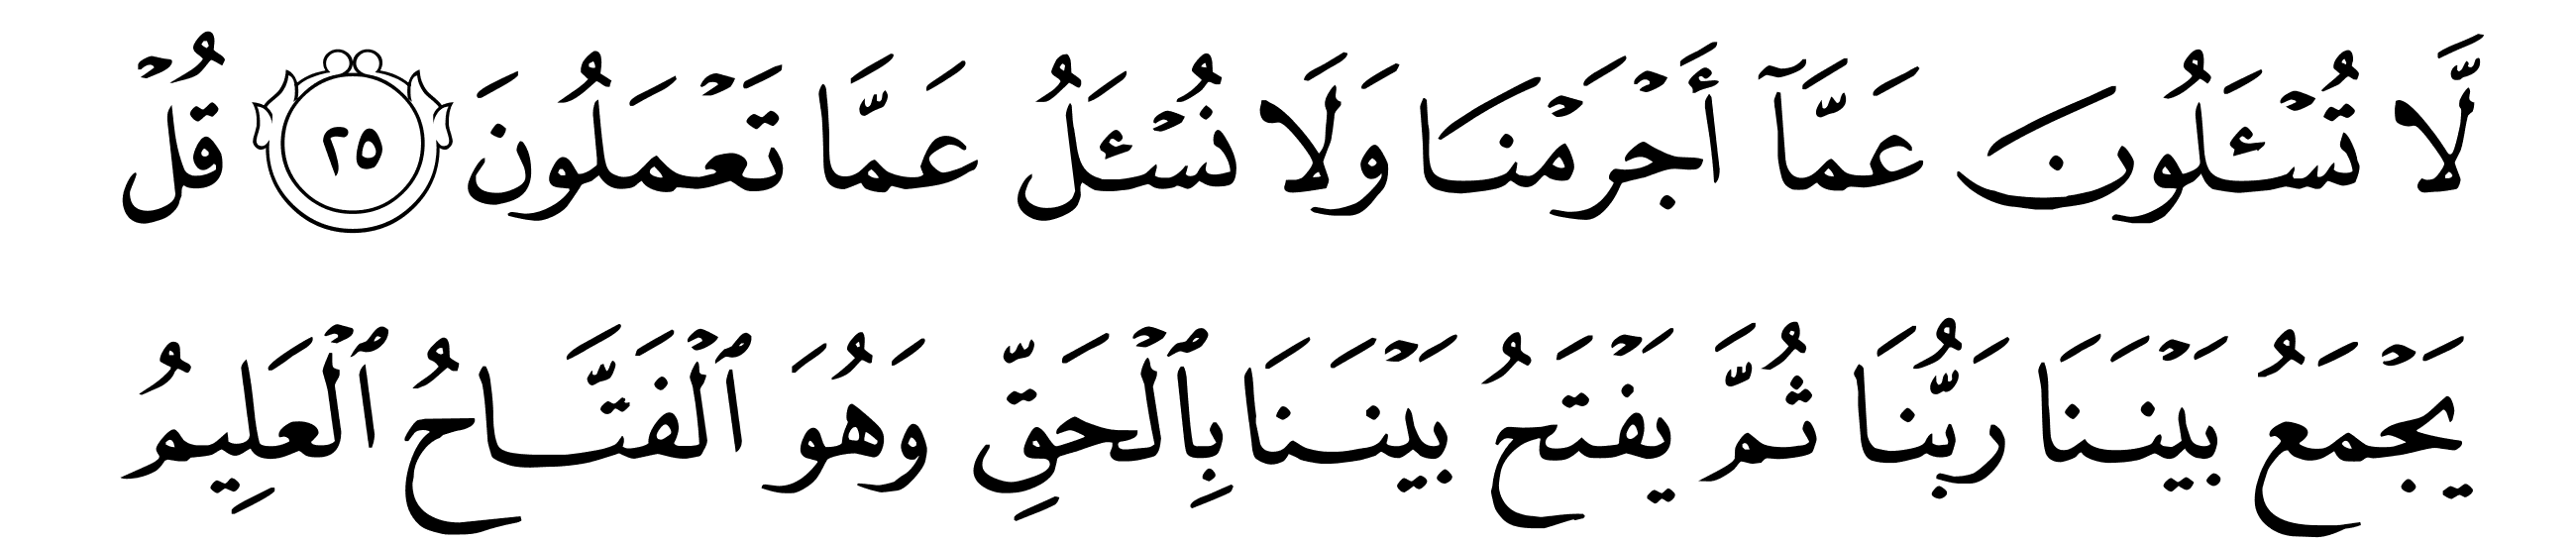 لَّا تُسْـَٔلُونَ عَمَّآ أَجْرَمْنَا وَلَا نُسْـَٔلُ عَمَّا تَعْمَلُونَ ٢٥ قُلْ
يَجْمَعُ بَيْنَنَا رَبُّنَا ثُمَّ يَفْتَحُ بَيْنَنَا بِٱلْحَقِّ وَهُوَ ٱلْفَتَّاحُ ٱلْعَلِيمُ